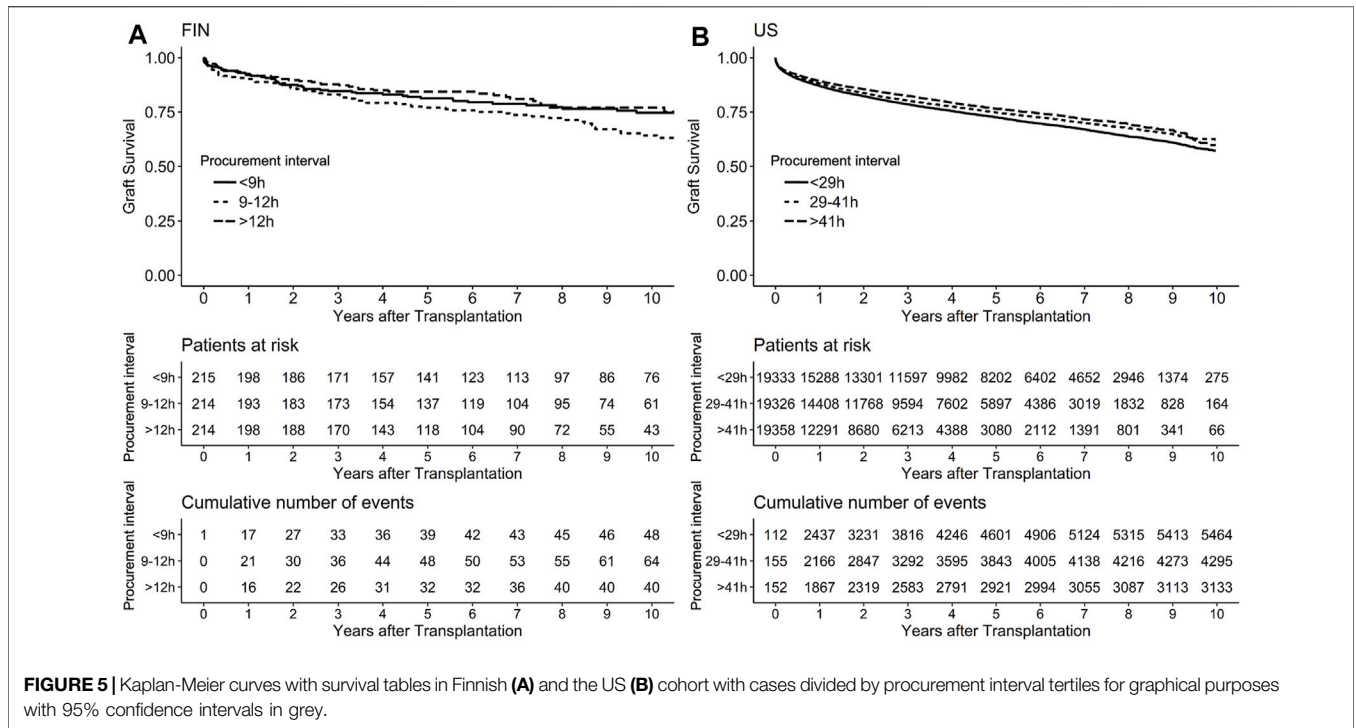 A FIN
1.00
0.75
0.50
0.25
0.00
Graft Survival
Procurement interval
<9h
9-12h
>12h
0 1 2 3 4 5 6 7 8 9 10
Years after Transplantation
Patients at risk
Procurement interval
<9h 215 198 186 171 157 141 123 113 97 86 76
9-12h 214 193 183 173 154 137 119 104 95 74 61
>12h 214 198 188 170 143 118 104 90 72 55 43
0 1 2 3 4 5 6 7 8 9 10
Years after Transplantation
Cumulative number of events
Procurement interval
<9h 1 17 27 33 36 39 42 43 45 46 48
9-12h 0 21 30 36 44 48 50 53 55 61 64
>12h 0 16 22 26 31 32 32 36 40 40 40
0 1 2 3 4 5 6 7 8 9 10
Years after Transplantation
B US
1.00
0.75
0.50
0.25
0.00
Graft Survival
Procurement interval
<29h
29-41h
>41h
0 1 2 3 4 5 6 7 8 9 10
Years after Transplantation
Patients at risk
Procurement interval
<29h 19333 15288 13301 11597 9982 8202 6402 4652 2946 1374 275
29-41h 19326 14408 11768 9594 7602 5897 4386 3019 1832 828 164
>41h 19358 12291 8680 6213 4388 3080 2112 1391 801 341 66
0 1 2 3 4 5 6 7 8 9 10
Years after Transplantation
Cumulative number of events
Procurement interval
<29h 112 2437 3231 3816 4246 4601 4906 5124 5315 5413 5464
29-41h 155 2166 2847 3292 3595 3843 4005 4138 4216 4273 4295
>41h 152 1867 2319 2583 2791 2921 2994 3055 3087 3113 3133
0 1 2 3 4 5 6 7 8 9 10
Years after Transplantation
FIGURE 5 | Kaplan-Meier curves with survival tables in Finnish (A) and the US (B) cohort with cases divided by procurement interval tertiles for graphical purposes
with 95% confidence intervals in grey.